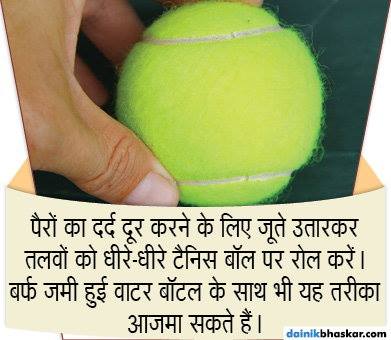 पैरों का दर्द दूर करने के लिए जूते उतारकर
तलवों को धीरे-धीरे टैनिस बॉल पर रोल करें।
बर्फ जमी हुई वाटर बॉटल के साथ भी यह तरीका
आजमा सकते हैं।
dainikbhaskar.com